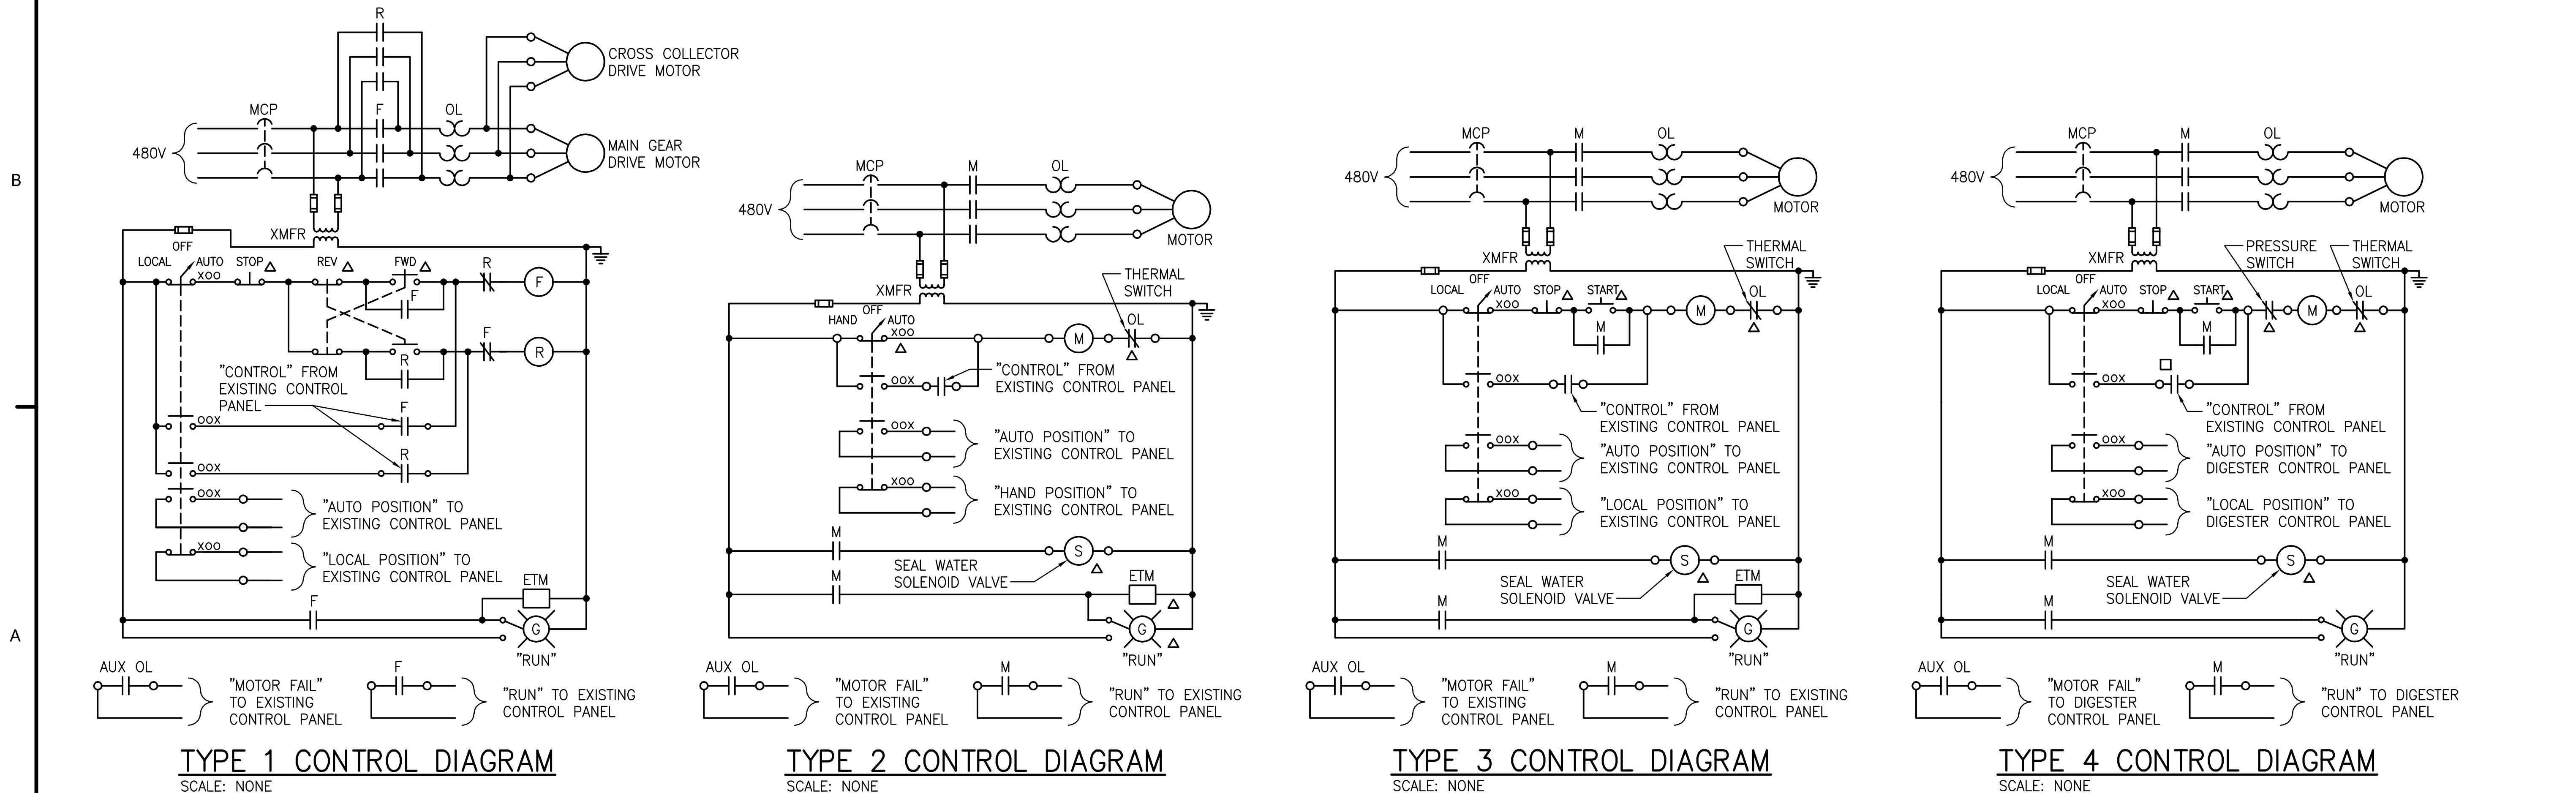 B
A
R
CROSS COLLECTOR
DRIVE MOTOR
MCP
F
OL
480V
MAIN GEAR
DRIVE MOTOR
XMFR
OFF
LOCAL
AUTO
XOO
STOP
REV
FWD
R
F
F
F
R
R
"CONTROL" FROM
EXISTING CONTROL
PANEL
F
OOX
R
OOX
OOX
"AUTO POSITION" TO
EXISTING CONTROL PANEL
XOO
"LOCAL POSITION" TO
EXISTING CONTROL PANEL
ETM
F
G
"RUN"
AUX OL
"MOTOR FAIL"
TO EXISTING
CONTROL PANEL
F
"RUN" TO EXISTING
CONTROL PANEL
TYPE 1 CONTROL DIAGRAM
SCALE: NONE
MCP
M
OL
480V
MOTOR
XMFR
THERMAL
SWITCH
OFF
HAND
AUTO
XOO
M
OL
OOX
"CONTROL" FROM
EXISTING CONTROL PANEL
OOX
"AUTO POSITION" TO
EXISTING CONTROL PANEL
XOO
"HAND POSITION" TO
EXISTING CONTROL PANEL
M
S
SEAL WATER
SOLENOID VALVE
M
ETM
G
"RUN"
AUX OL
"MOTOR FAIL"
TO EXISTING
CONTROL PANEL
M
"RUN" TO EXISTING
CONTROL PANEL
TYPE 2 CONTROL DIAGRAM
SCALE: NONE
MCP
M
OL
480V
MOTOR
XMFR
THERMAL
SWITCH
OFF
LOCAL
AUTO
XOO
STOP
START
M
OL
M
OOX
"CONTROL" FROM
EXISTING CONTROL PANEL
OOX
"AUTO POSITION" TO
EXISTING CONTROL PANEL
XOO
"LOCAL POSITION" TO
EXISTING CONTROL PANEL
M
S
SEAL WATER
SOLENOID VALVE
ETM
M
G
"RUN"
AUX OL
"MOTOR FAIL"
TO EXISTING
CONTROL PANEL
M
"RUN" TO EXISTING
CONTROL PANEL
TYPE 3 CONTROL DIAGRAM
SCALE: NONE
MCP
M
OL
480V
MOTOR
XMFR
PRESSURE
SWITCH
THERMAL
SWITCH
OFF
LOCAL
AUTO
XOO
STOP
START
M
OL
M
OOX
"CONTROL" FROM
EXISTING CONTROL PANEL
OOX
"AUTO POSITION" TO
DIGESTER CONTROL PANEL
XOO
"LOCAL POSITION" TO
DIGESTER CONTROL PANEL
M
S
SEAL WATER
SOLENOID VALVE
M
G
"RUN"
AUX OL
"MOTOR FAIL"
TO DIGESTER
CONTROL PANEL
M
"RUN" TO DIGESTER
CONTROL PANEL
TYPE 4 CONTROL DIAGRAM
SCALE: NONE